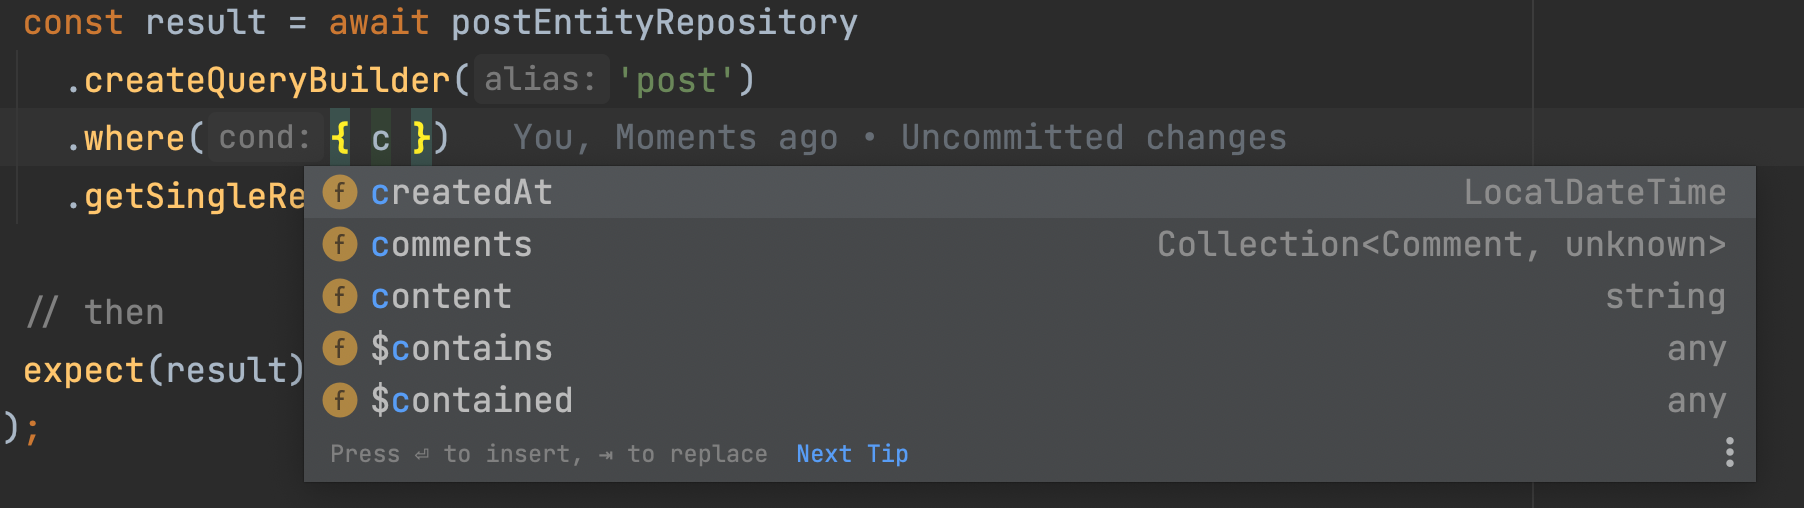 const result = await postEntityRepository
.createQueryBuilder( alias: 'post')
.where( cond: { c }) You, Moments ago • Uncommitted changes
.getSingleRe
createdAt LocalDateTime
comments Collection<Comment, unknown>
content string
$contains any
$contained any
Press ⏎ to insert, ⇥ to replace Next Tip
// then
expect(result)
);